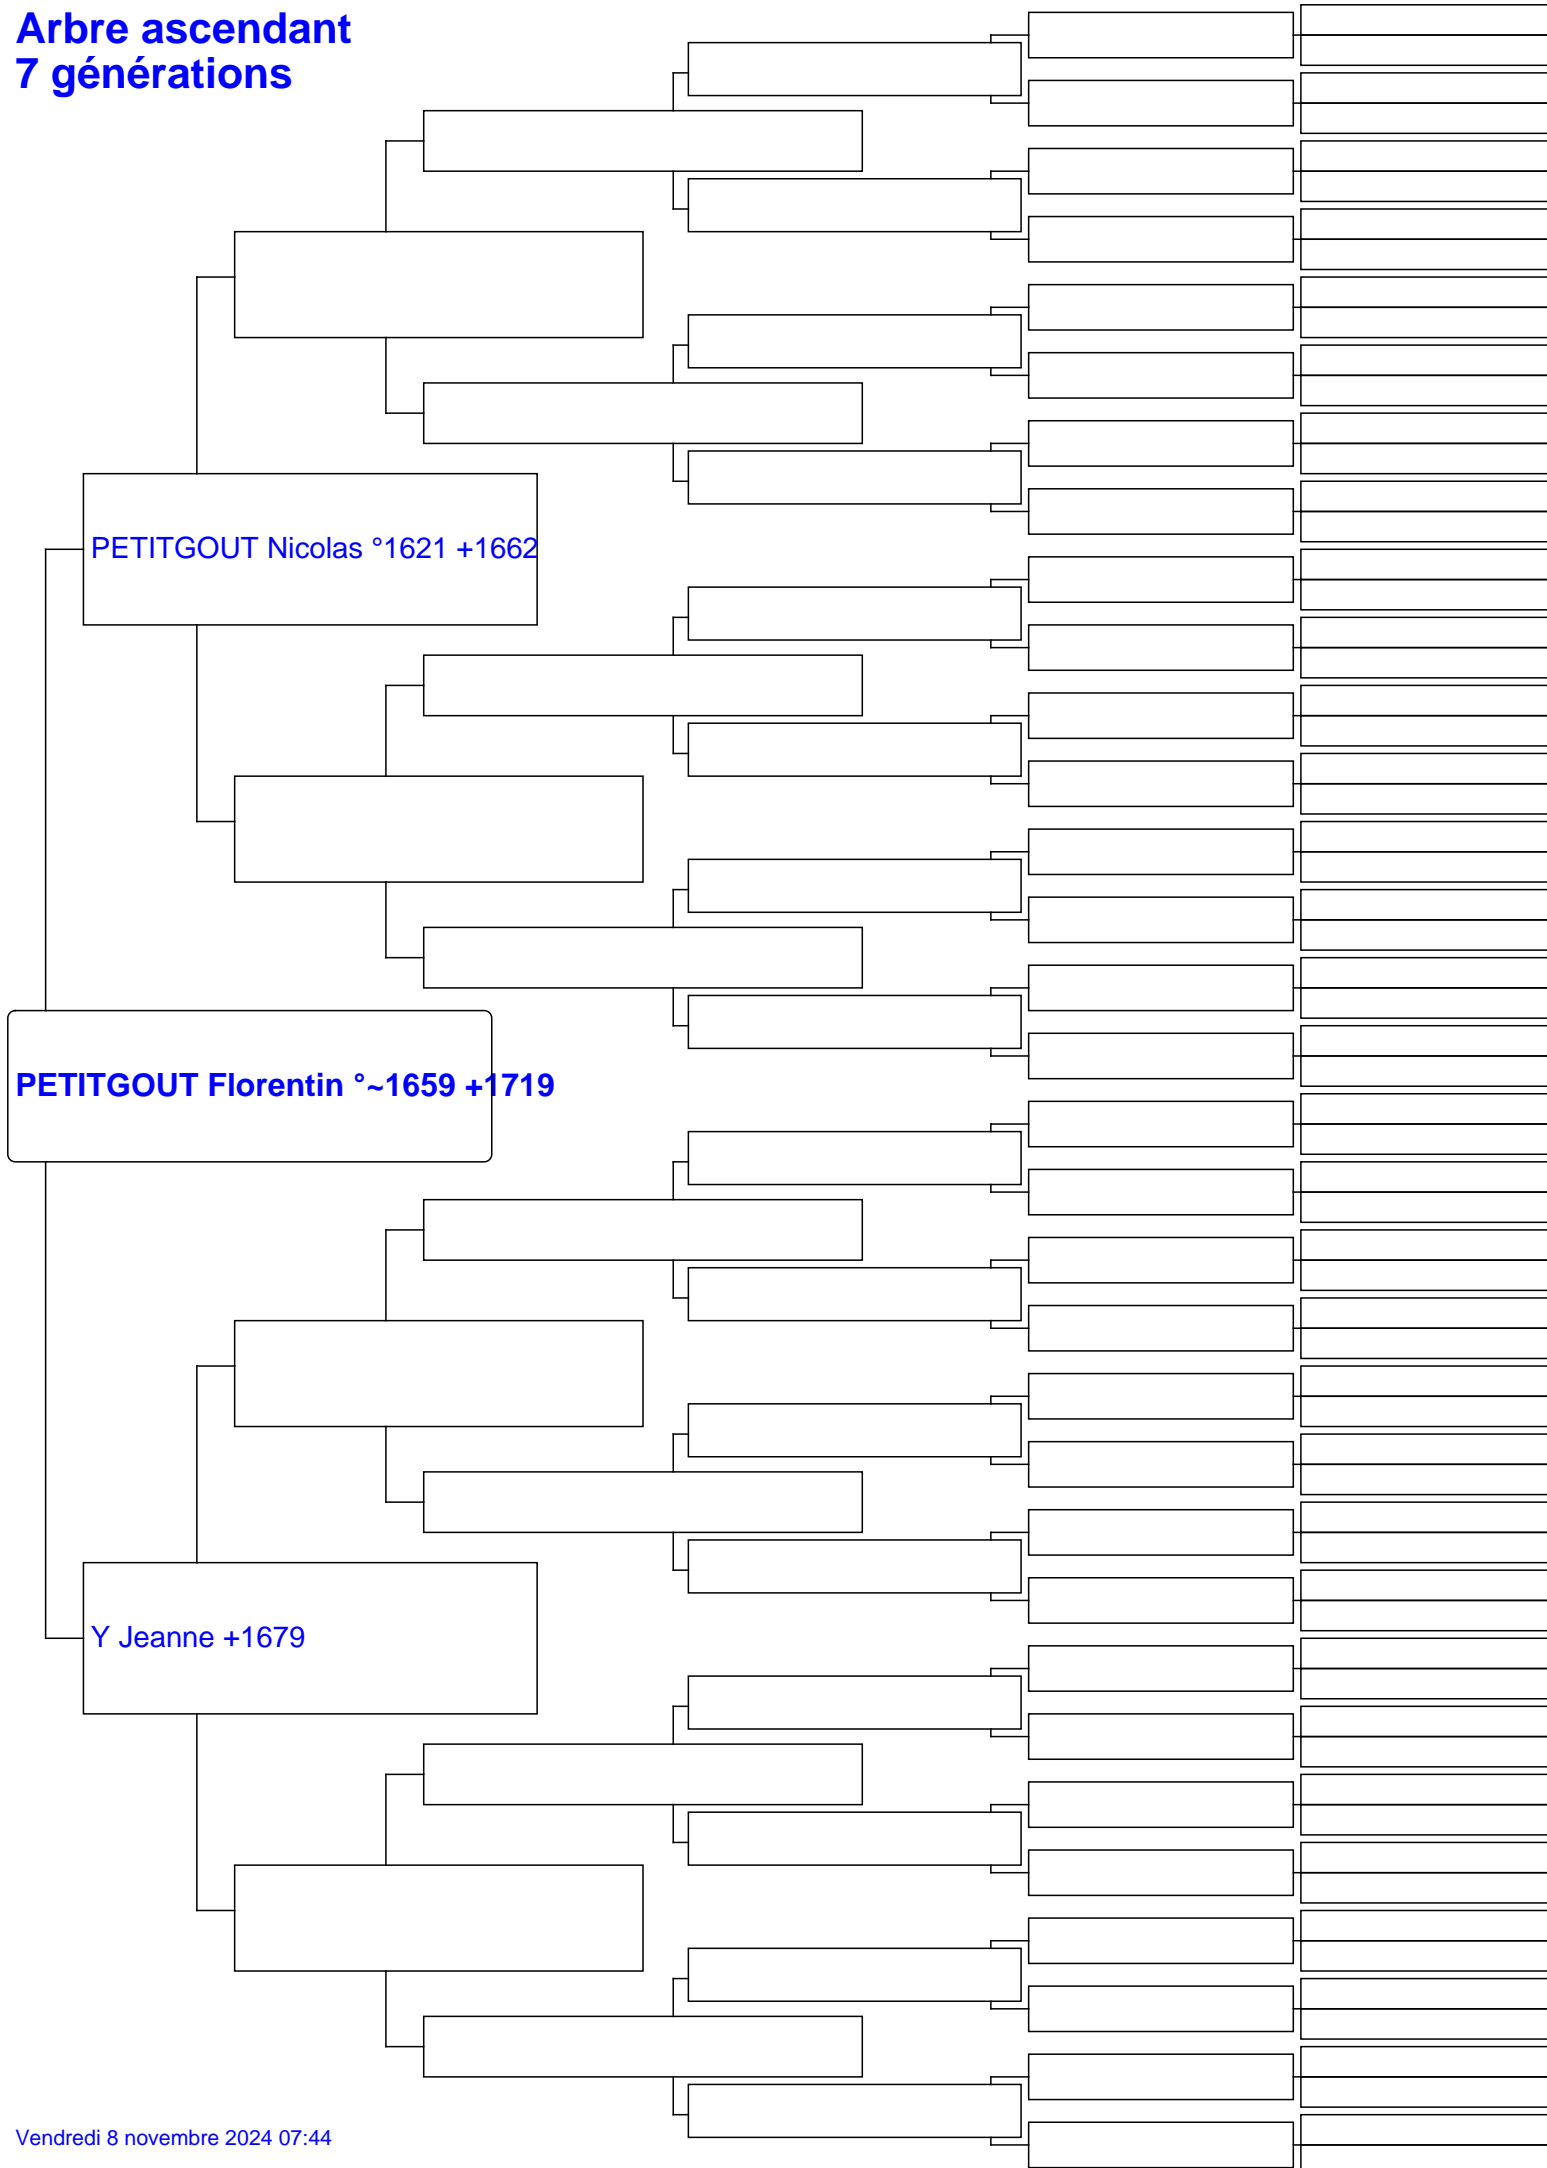 Arbre ascendant
7 générations
PETITGOUT Nicolas °1621 +1662
PETITGOUT Florentin °~1659 +1719
Y Jeanne +1679
Vendredi 8 novembre 2024 07:44